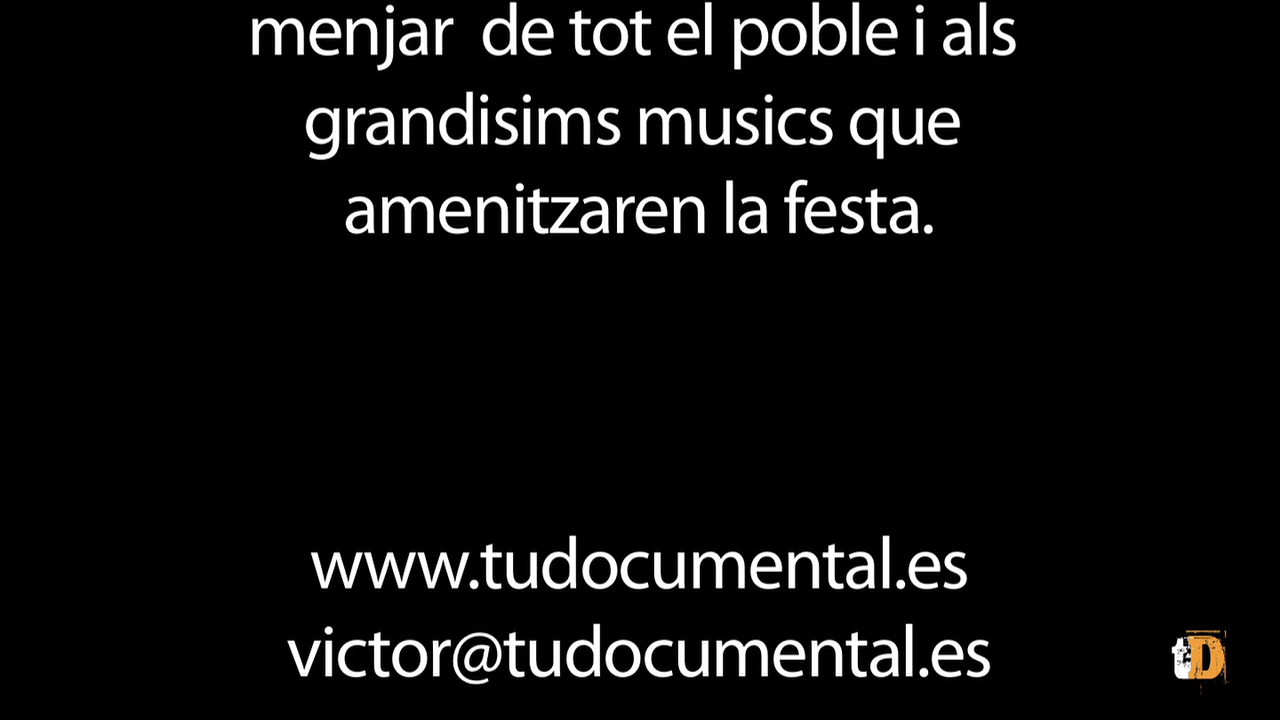 menjar de tot el poble i als
grandisims musics que
amenitzaren la festa.
www.tudocumental.es
victor@tudocumental.es
tD